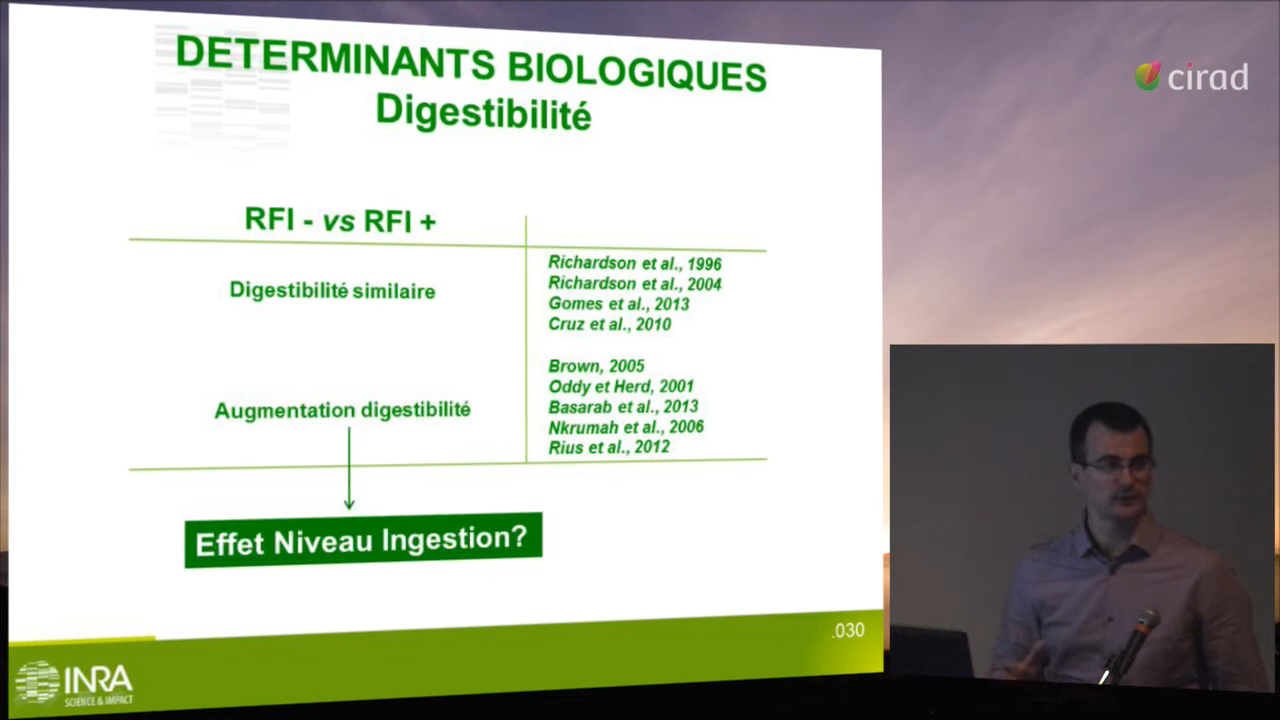 DETERMINANTS BIOLOGIQUES
Digestibilité
cirad
RFI - vs RFI +
Digestibilité similaire
Richardson et al., 1996
Richardson et al., 2004
Gomes et al., 2013
Cruz et al., 2010
Augmentation digestibilité
Brown, 2005
Oddy et Herd, 2001
Basarab et al., 2013
Nkrumah et al., 2006
Rius et al., 2012
Effet Niveau Ingestion?
.030
INRA
SCIENCE & IMPACT